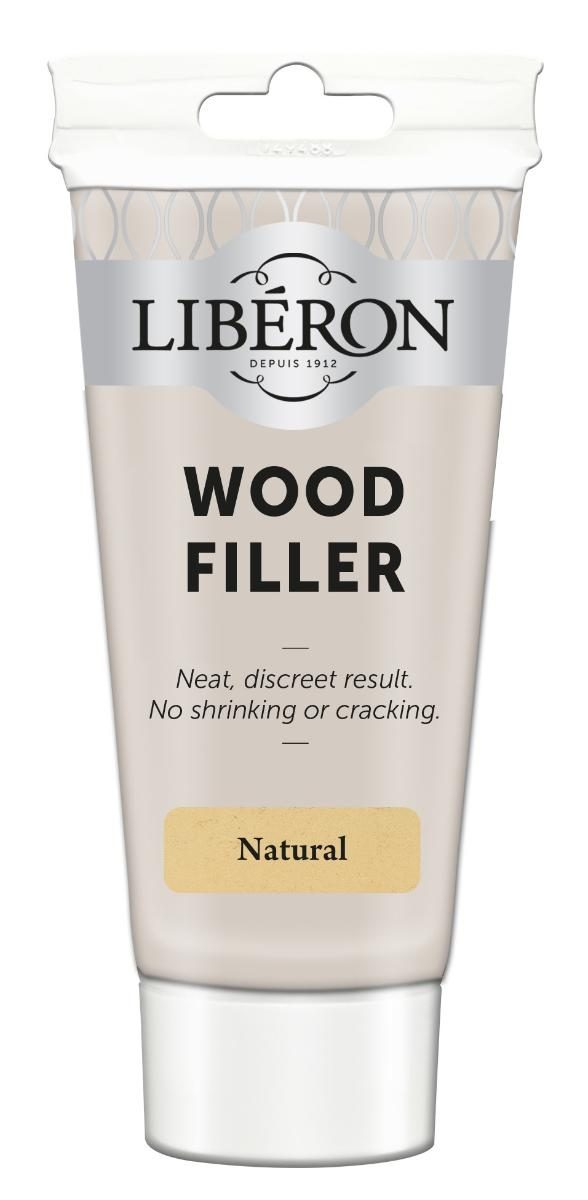 LIBÉRON
DEPUIS 1912
WOOD
FILLER
Neat, discreet result.
No shrinking or cracking.
Natural